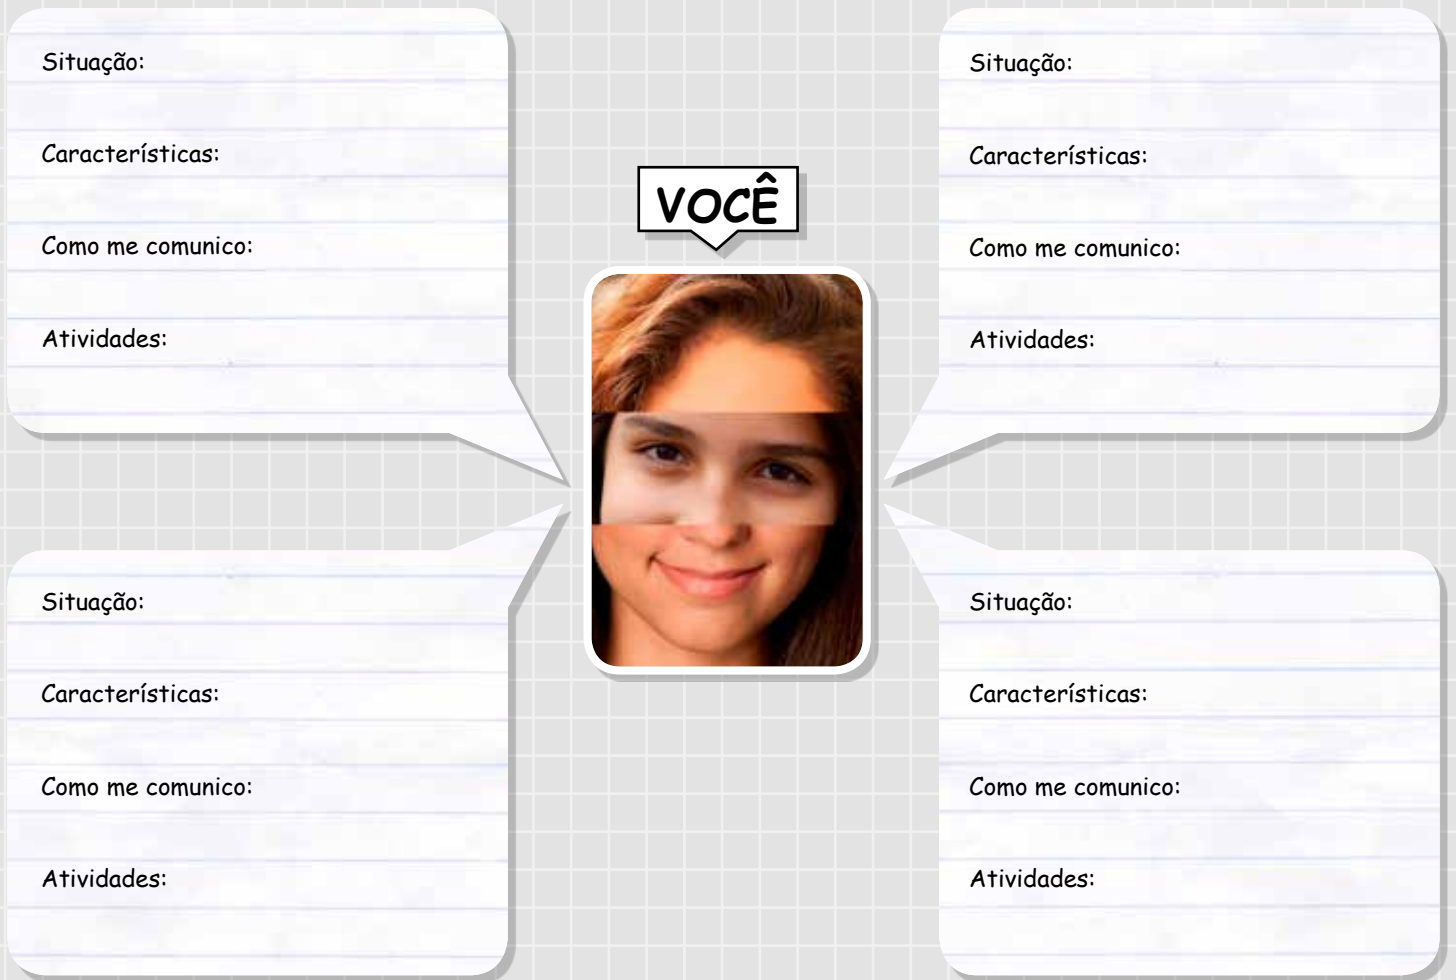 Situação:
Características:
Como me comunico:
Atividades:
VOCÊ
Situação:
Características:
Como me comunico:
Atividades:
Situação:
Características:
Como me comunico:
Atividades:
Situação:
Características:
Como me comunico:
Atividades: